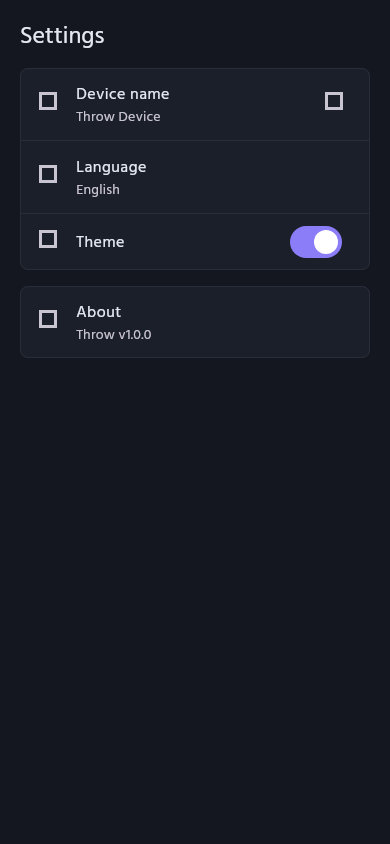 Settings
Device name
Throw Device
Language
English
Theme
About
Throw v1.0.0